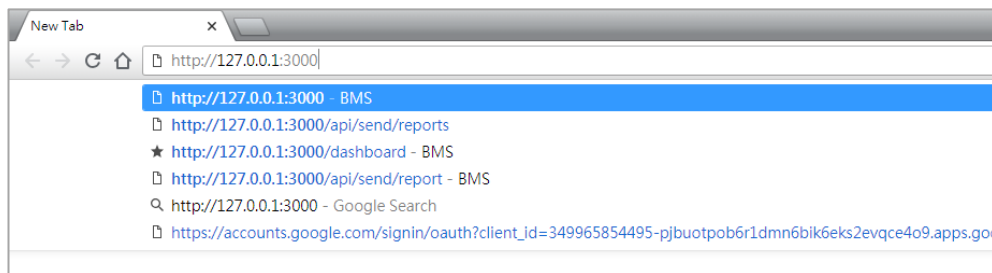 New Tab
http://127.0.0.1:3000
http://127.0.0.1:3000 - BMS
http://127.0.0.1:3000/api/send/reports
http://127.0.0.1:3000/dashboard - BMS
http://127.0.0.1:3000/api/send/report - BMS
http://127.0.0.1:3000 - Google Search
https://accounts.google.com/signin/oauth?client_id=349965854495-pjbuotpob6r1dmn6bik6eks2evqce4o9.apps.goo